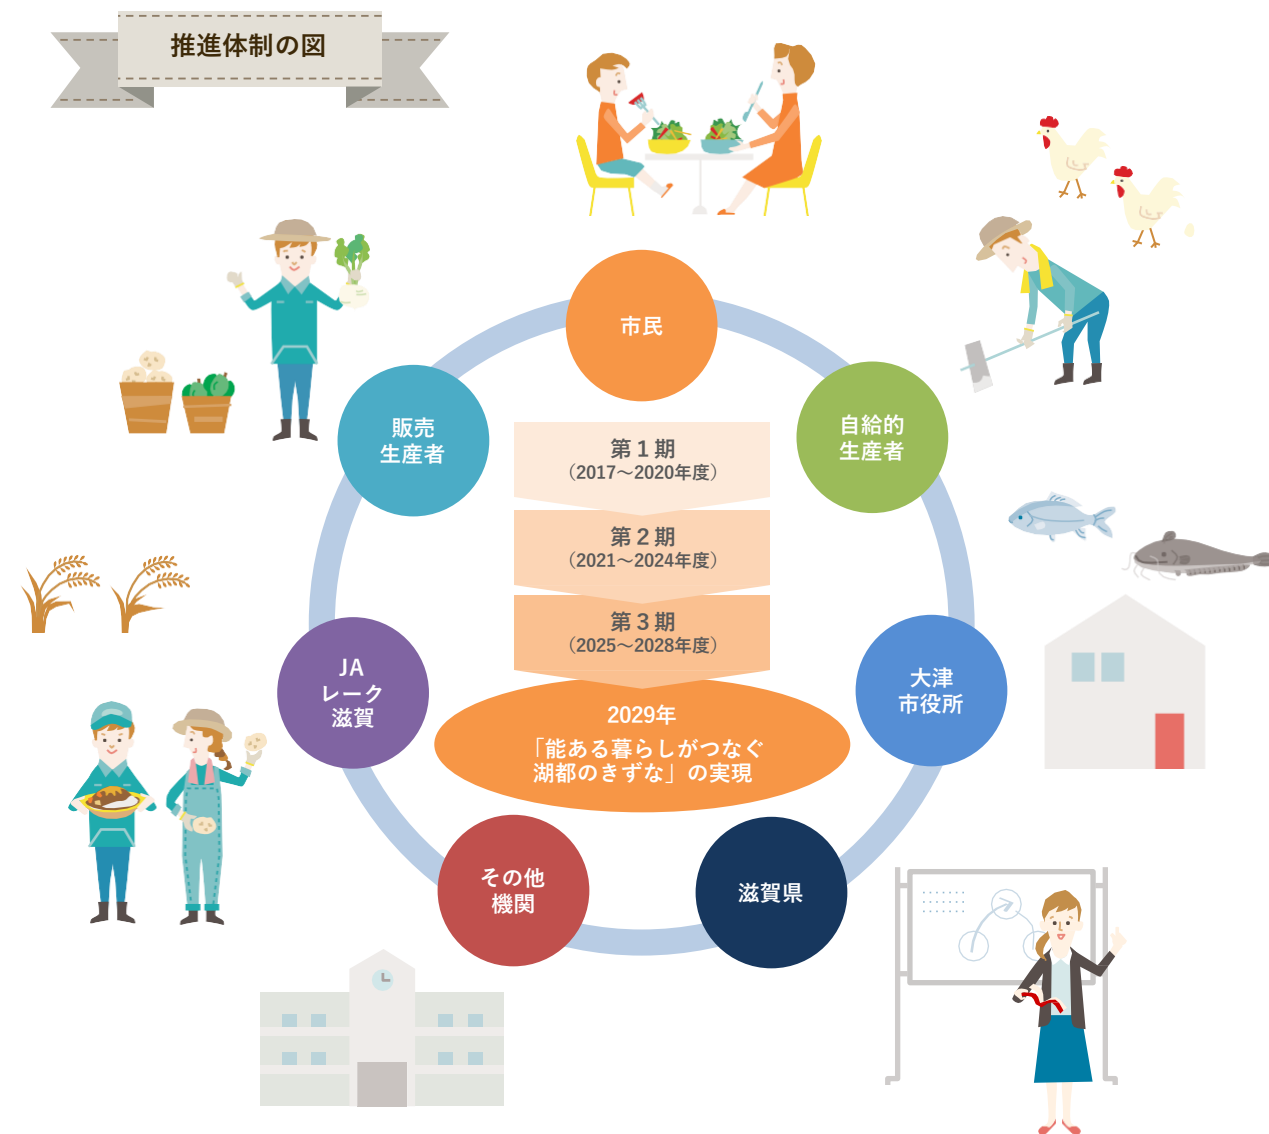 推進体制の図
市民
販売
生産者
自給的
生産者
第１期
（2017～2020年度）
第２期
（2021～2024年度）
第３期
（2025～2028年度）
JA
レーク
滋賀
大津
市役所
2029年
「能ある暮らしがつなぐ
湖都のきずな」の実現
その他
機関
滋賀県